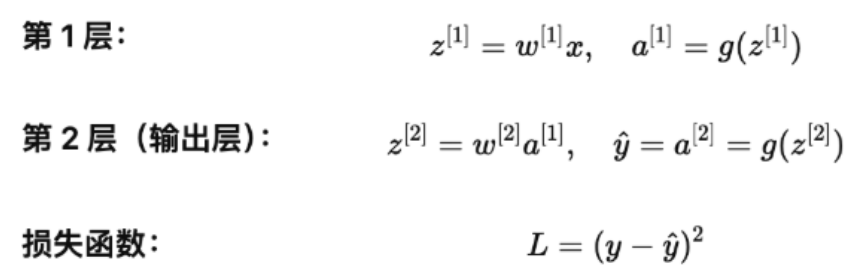 第 1 层： z^{[1]} = w^{[1]}x, a^{[1]} = g(z^{[1]})
第 2 层（输出层）： z^{[2]} = w^{[2]}a^{[1]}, ŷ = a^{[2]} = g(z^{[2]})
损失函数： L = (y − ŷ)²